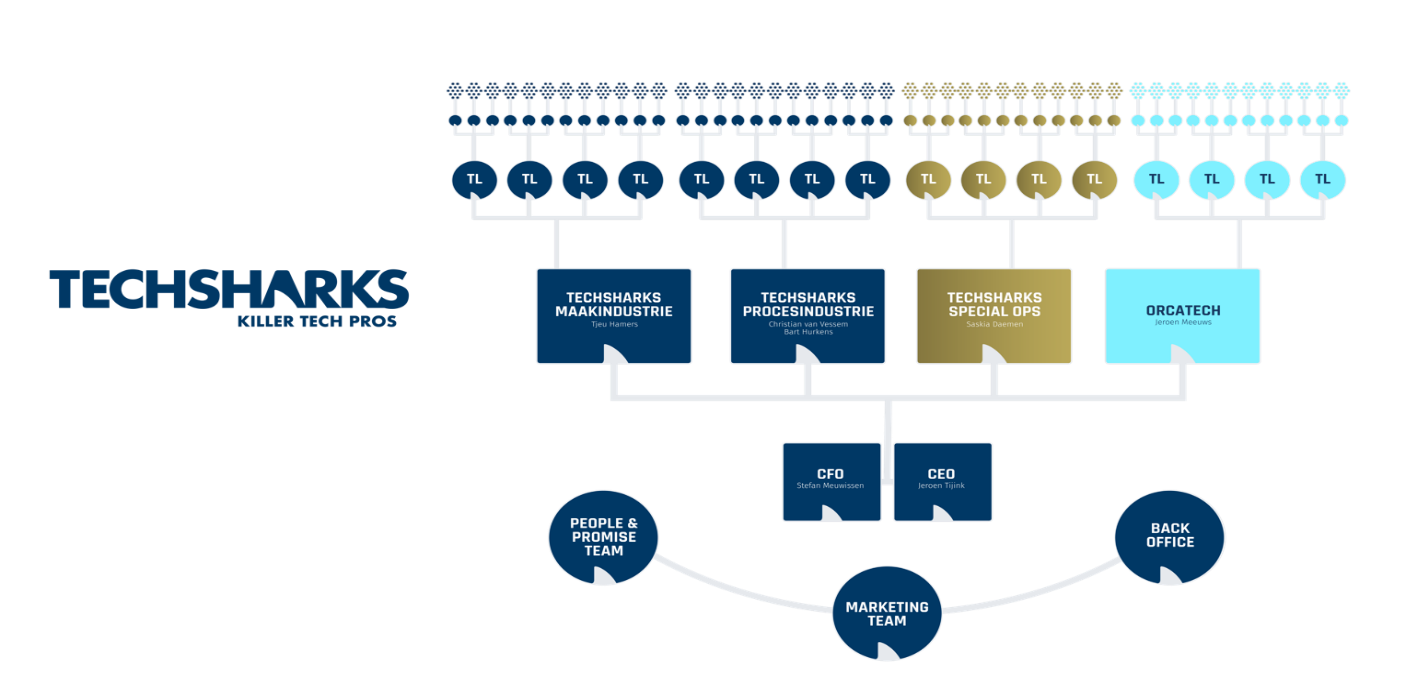 TL TL TL TL TL TL TL TL TL TL TL TL TL TL TL TL
TECHSHARKS
KILLER TECH PROS
TECHSHARKS
MAAKINDUSTRIE
Tjeu Hamers
TECHSHARKS
PROCESINDUSTRIE
Christian van Vessem
Bart Hurkens
TECHSHARKS
SPECIAL OPS
Saskia Daemen
ORCATECH
Jeroen Meeuws
CFO
Stefan Meuwissen
CEO
Jeroen Tijink
PEOPLE &
PROMISE
TEAM
MARKETING
TEAM
BACK
OFFICE